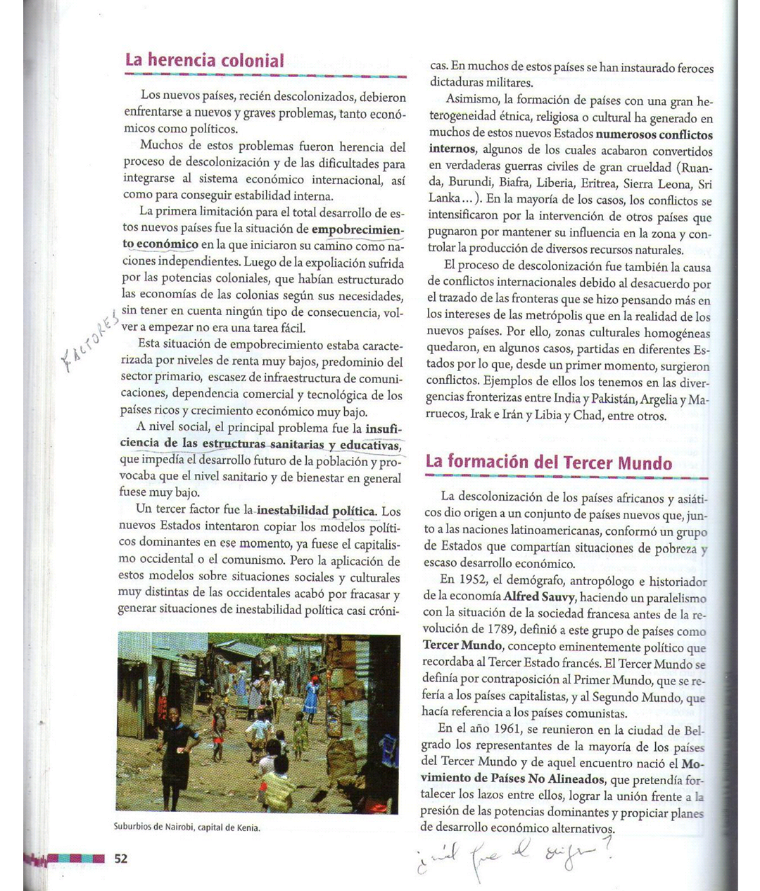 La herencia colonial
Los nuevos países, recién descolonizados, debieron
enfrentarse a nuevos y graves problemas, tanto econó-
micos como políticos.
Muchos de estos problemas fueron herencia del
proceso de descolonización y de las dificultades para
integrarse al sistema económico internacional, así
como para conseguir estabilidad interna.
La primera limitación para el total desarrollo de es-
tos nuevos países fue la situación de empobrecimien-
to económico en la que iniciaron su camino como na-
ciones independientes. Luego de la expoliación sufrida
por las potencias coloniales, que habían estructurado
las economías de las colonias según sus necesidades,
sin tener en cuenta ningún tipo de consecuencia, vol-
ver a empezar no era una tarea fácil.
FACTORES
Esta situación de empobrecimiento estaba caracte-
rizada por niveles de renta muy bajos, predominio del
sector primario, escasez de infraestructura de comuni-
caciones, dependencia comercial y tecnológica de los
países ricos y crecimiento económico muy bajo.
A nivel social, el principal problema fue la insufi-
ciencia de las estructuras sanitarias y educativas,
que impedía el desarrollo futuro de la población y pro-
vocaba que el nivel sanitario y de bienestar en general
fuese muy bajo.
Un tercer factor fue la inestabilidad política. Los
nuevos Estados intentaron copiar los modelos políti-
cos dominantes en ese momento, ya fuese el capitalis-
mo occidental o el comunismo. Pero la aplicación de
estos modelos sobre situaciones sociales y culturales
muy distintas de las occidentales acabó por fracasar y
generar situaciones de inestabilidad política casi cróni-
Suburbios de Nairobi, capital de Kenia.
52
cas. En muchos de estos países se han instaurado feroces
dictaduras militares.
Asimismo, la formación de países con una gran he-
terogeneidad étnica, religiosa o cultural ha generado en
muchos de estos nuevos Estados numerosos conflictos
internos, algunos de los cuales acabaron convertidos
en verdaderas guerras civiles de gran crueldad (Ruan-
da, Burundi, Biafra, Liberia, Eritrea, Sierra Leona, Sri
Lanka...). En la mayoría de los casos, los conflictos se
intensificaron por la intervención de otros países que
pugnaron por mantener su influencia en la zona y con-
trolar la producción de diversos recursos naturales.
El proceso de descolonización fue también la causa
de conflictos internacionales debido al desacuerdo por
el trazado de las fronteras que se hizo pensando más en
los intereses de las metrópolis que en la realidad de los
nuevos países. Por ello, zonas culturales homogéneas
quedaron, en algunos casos, partidas en diferentes Es-
tados por lo que, desde un primer momento, surgieron
conflictos. Ejemplos de ellos los tenemos en las diver-
gencias fronterizas entre India y Pakistán, Argelia y Ma-
rruecos, Irak e Irán y Libia y Chad, entre otros.
La formación del Tercer Mundo
La descolonización de los países africanos y asiáti-
cos dio origen a un conjunto de países nuevos que, jun-
to a las naciones latinoamericanas, conformó un grupo
de Estados que compartían situaciones de pobreza y
escaso desarrollo económico.
En 1952, el demógrafo, antropólogo e historiador
de la economía Alfred Sauvy, haciendo un paralelismo
con la situación de la sociedad francesa antes de la re-
volución de 1789, definió a este grupo de países como
Tercer Mundo, concepto eminentemente político que
recordaba al Tercer Estado francés. El Tercer Mundo se
definía por contraposición al Primer Mundo, que se re-
fería a los países capitalistas, y al Segundo Mundo, que
hacía referencia a los países comunistas.
En el año 1961, se reunieron en la ciudad de Bel-
grado los representantes de la mayoría de los países
del Tercer Mundo y de aquel encuentro nació el Mo-
vimiento de Países No Alineados, que pretendía for-
talecer los lazos entre ellos, lograr la unión frente a la
presión de las potencias dominantes y propiciar planes
de desarrollo económico alternativos.
¿cuál fue el origen?